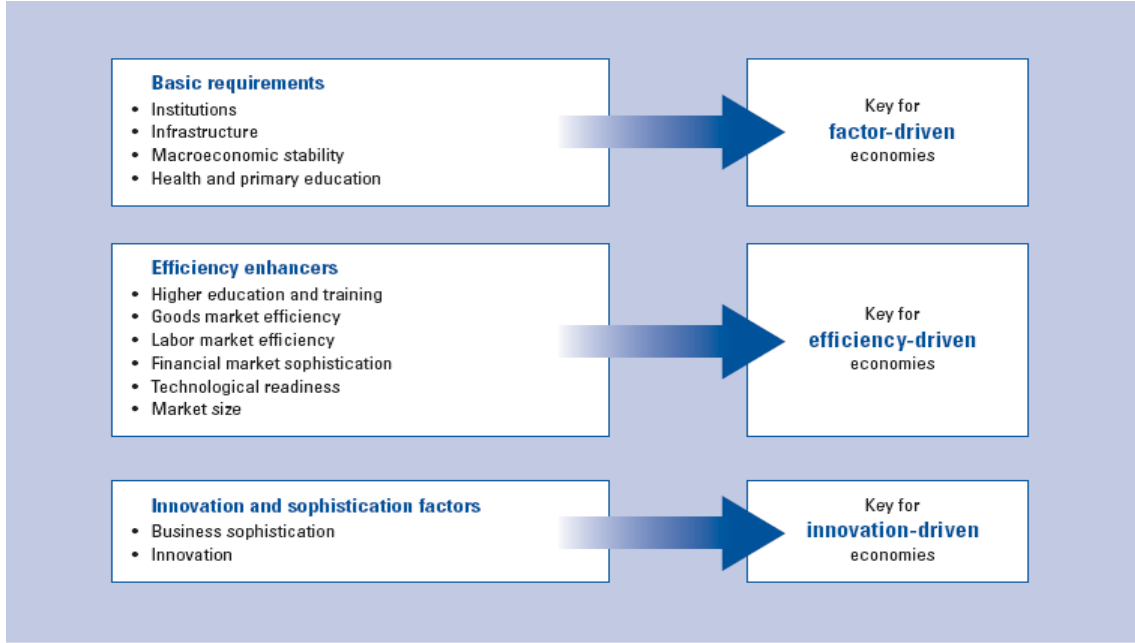 Basic requirements
• Institutions
• Infrastructure
• Macroeconomic stability
• Health and primary education
Key for
factor-driven
economies
Efficiency enhancers
• Higher education and training
• Goods market efficiency
• Labor market efficiency
• Financial market sophistication
• Technological readiness
• Market size
Key for
efficiency-driven
economies
Innovation and sophistication factors
• Business sophistication
• Innovation
Key for
innovation-driven
economies